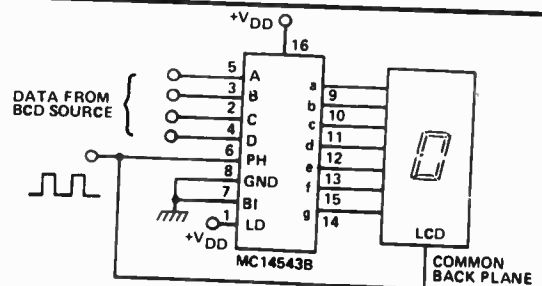 +VDD
16
5 A
3 B
2 C
4 D
6 PH
8 GND
7 BI
1 LD
DATA FROM
BCD SOURCE
+VDD
MC14543B
a 9
b 10
c 11
d 12
e 13
f 15
g 14
LCD
COMMON
BACK PLANE